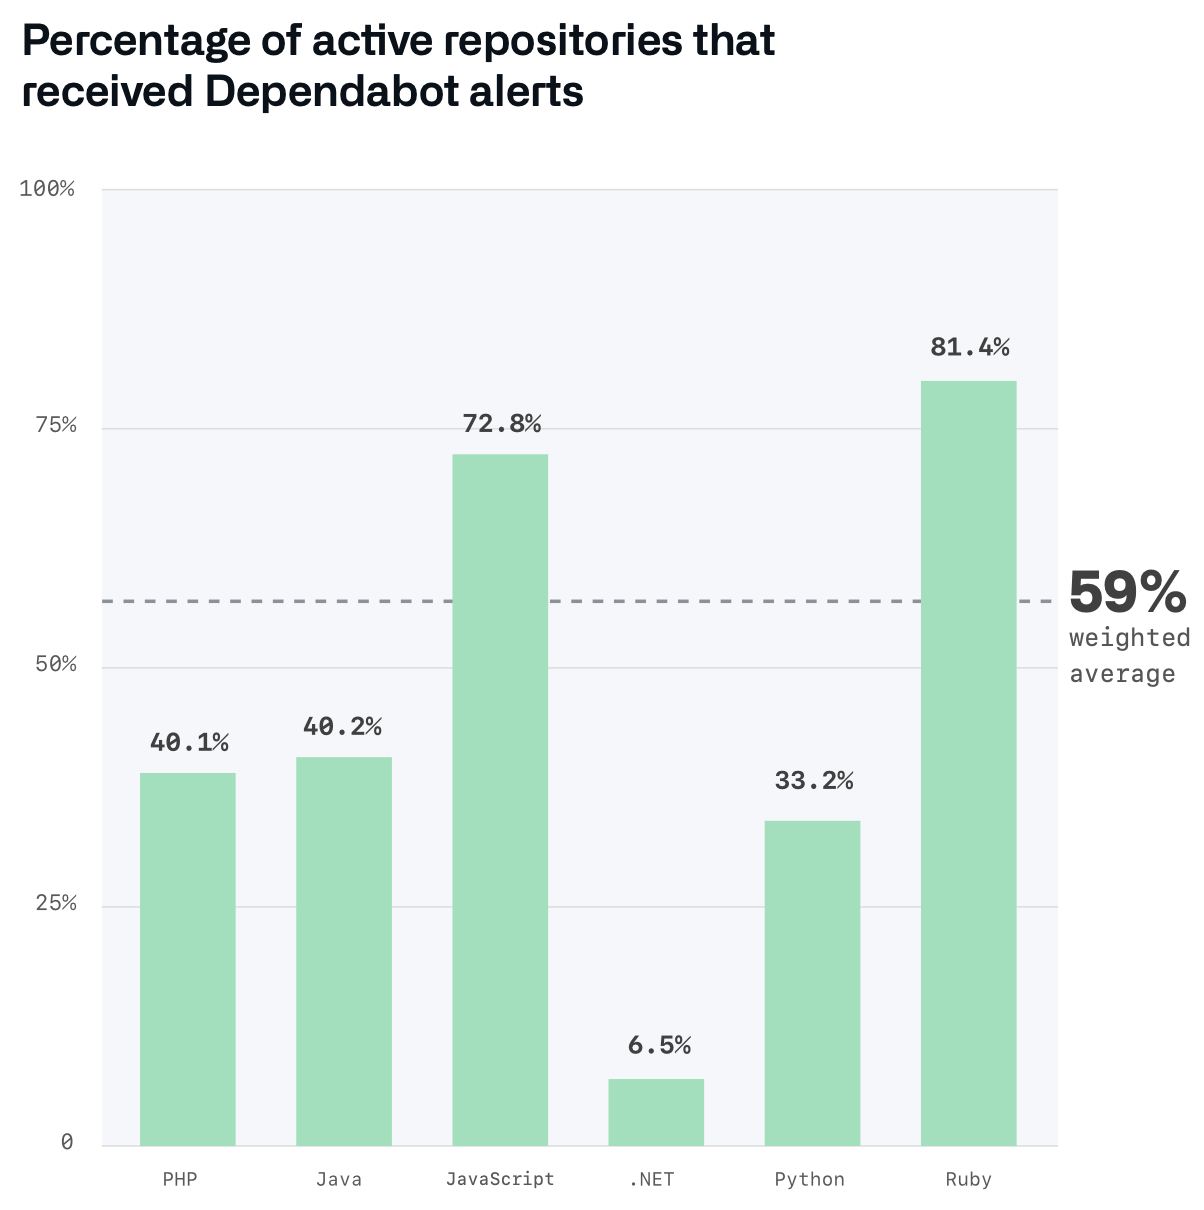 Percentage of active repositories that
received Dependabot alerts
100%
75%
50%
25%
0
40.1%
40.2%
72.8%
6.5%
33.2%
81.4%
59%
weighted
average
PHP
Java
JavaScript
.NET
Python
Ruby